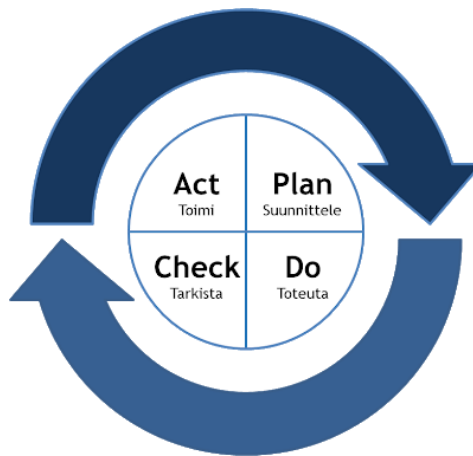 Act
Toimi
Plan
Suunnittele
Check
Tarkista
Do
Toteuta